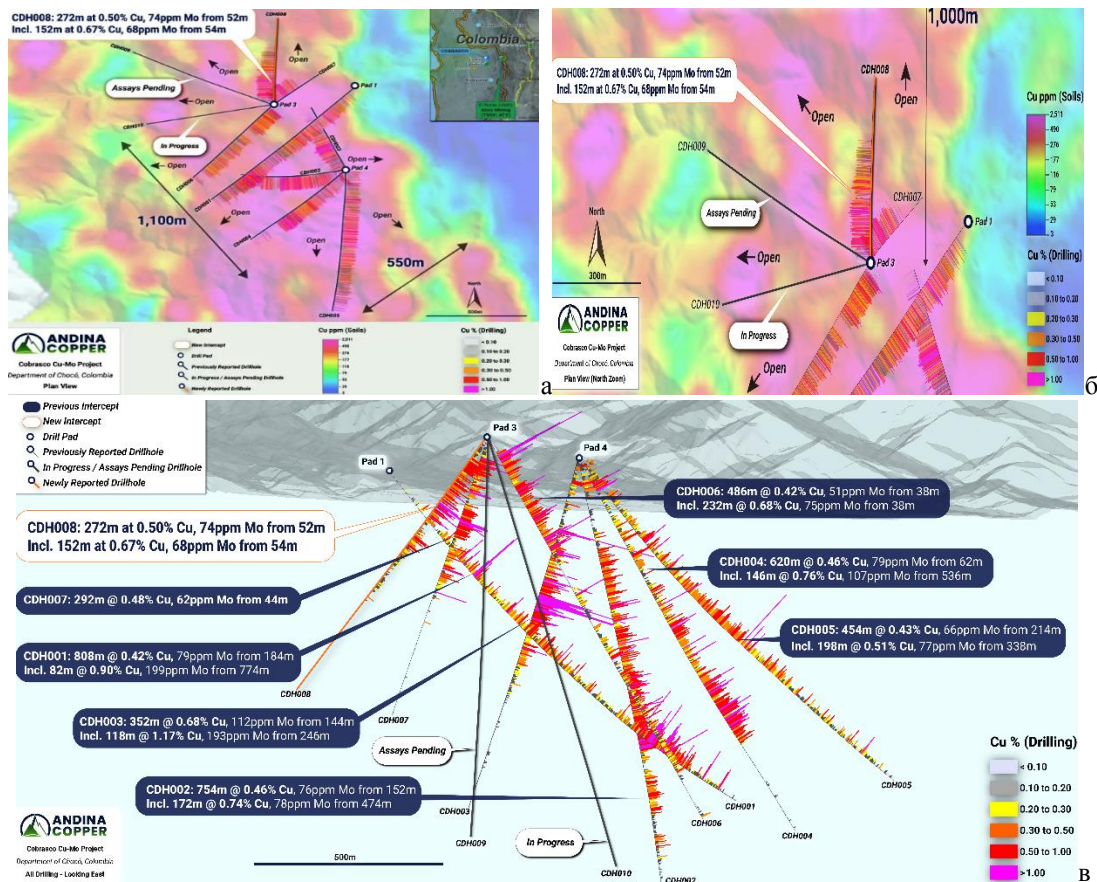 CDH008: 272m at 0.50% Cu, 74ppm Mo from 52m
Incl. 152m at 0.67% Cu, 68ppm Mo from 54m
CDH008
Colombia
Open
Open
CDH007
Pad 1
Assays Pending
Open
Pad 3
In Progress
Open
Open
Pad 4
Open
1,100m
Open
Open
Open
550m
North
ANDINA
COPPER
Cobrasco Cu-Mo Project
Department of Chocó, Colombia
Plan View
Legend
New Intercept
Drill Pad
Previously Reported Drillhole
In Progress / Assays Pending Drillhole
Newly Reported Drillhole
Cu ppm (Soils)
Cu % (Drilling)
< 0.10
0.10 to 0.20
0.20 to 0.30
0.30 to 0.50
0.50 to 1.00
>1.00
а
1,000m
CDH008: 272m at 0.50% Cu, 74ppm Mo from 52m
Incl. 152m at 0.67% Cu, 68ppm Mo from 54m
CDH008
Open
Open
CDH009
CDH007
Assays Pending
Pad 1
North
300m
Open
Pad 3
CDH010
In Progress
Open
Cu ppm (Soils)
2,511
Cu % (Drilling)
< 0.10
0.10 to 0.20
0.20 to 0.30
0.30 to 0.50
0.50 to 1.00
>1.00
ANDINA
COPPER
Cobrasco Cu-Mo Project
Department of Chocó, Colombia
Plan View (North Zoom)
б
Previous Intercept
New Intercept
Drill Pad
Previously Reported Drillhole
In Progress / Assays Pending Drillhole
Newly Reported Drillhole
Pad 1
Pad 3
Pad 4
CDH008: 272m at 0.50% Cu, 74ppm Mo from 52m
Incl. 152m at 0.67% Cu, 68ppm Mo from 54m
CDH006: 486m @ 0.42% Cu, 51ppm Mo from 38m
Incl. 232m @ 0.68% Cu, 75ppm Mo from 38m
CDH004: 620m @ 0.46% Cu, 79ppm Mo from 62m
Incl. 146m @ 0.76% Cu, 107ppm Mo from 536m
CDH007: 292m @ 0.48% Cu, 62ppm Mo from 44m
CDH005: 454m @ 0.43% Cu, 66ppm Mo from 214m
Incl. 198m @ 0.51% Cu, 77ppm Mo from 338m
CDH001: 808m @ 0.42% Cu, 79ppm Mo from 184m
Incl. 82m @ 0.90% Cu, 199ppm Mo from 774m
CDH008
CDH007
CDH003: 352m @ 0.68% Cu, 112ppm Mo from 144m
Incl. 118m @ 1.17% Cu, 193ppm Mo from 246m
Assays Pending
CDH002: 754m @ 0.46% Cu, 76ppm Mo from 152m
Incl. 172m @ 0.74% Cu, 78ppm Mo from 474m
CDH003
CDH009
In Progress
CDH010
CDH002
CDH006
CDH001
CDH004
CDH005
500m
ANDINA
COPPER
Cobrasco Cu-Mo Project
Department of Chocó, Colombia
All Drilling - Looking East
Cu % (Drilling)
< 0.10
0.10 to 0.20
0.20 to 0.30
0.30 to 0.50
0.50 to 1.00
>1.00
в